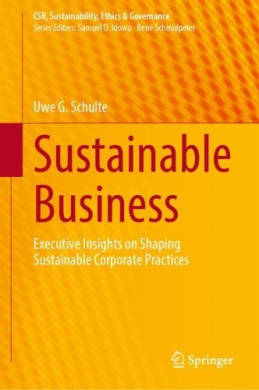 CSR, Sustainability, Ethics & Governance
Series Editors: Samuel O. Idowu · René Schmidpeter
Uwe G. Schulte
Sustainable
Business
Executive Insights on Shaping
Sustainable Corporate Practices
Springer